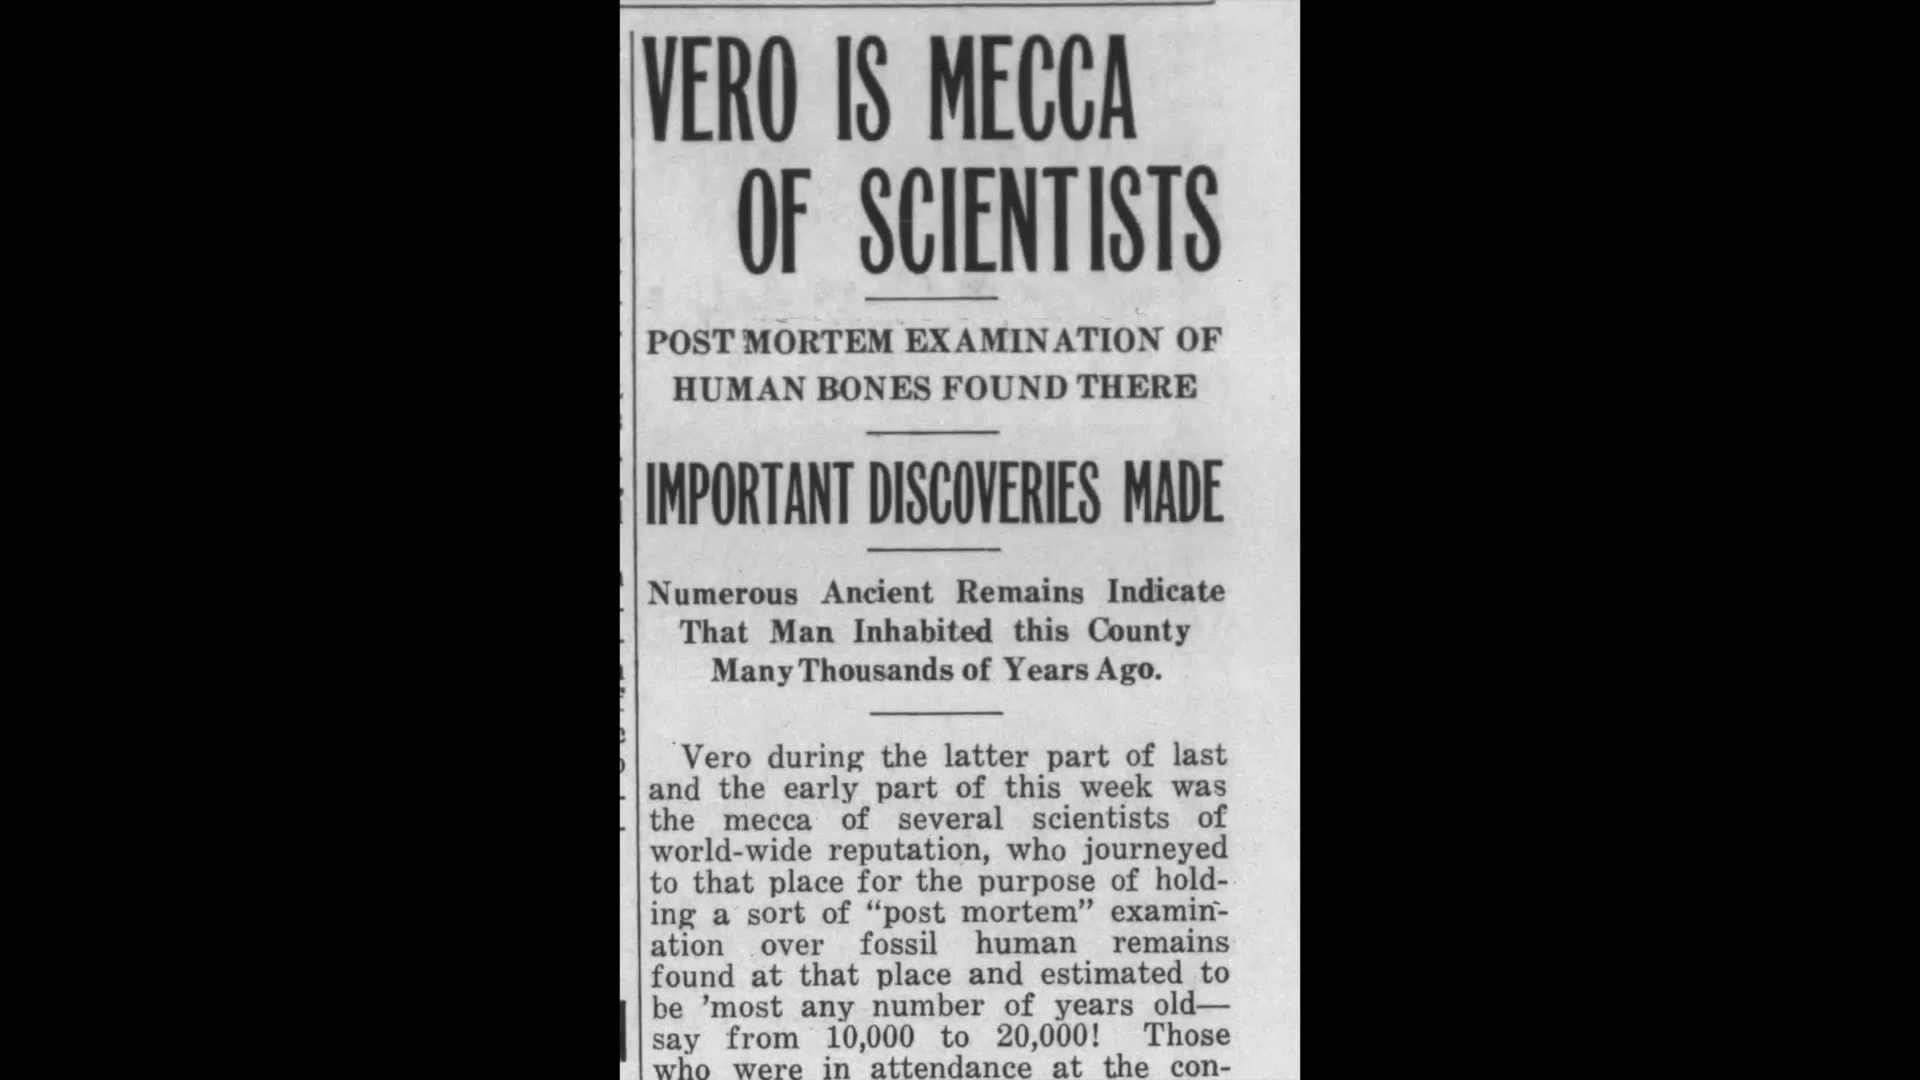 VERO IS MECCA
OF SCIENTISTS
POST MORTEM EXAMINATION OF
HUMAN BONES FOUND THERE
IMPORTANT DISCOVERIES MADE
Numerous Ancient Remains Indicate
That Man Inhabited this County
Many Thousands of Years Ago.
Vero during the latter part of last
and the early part of this week was
the mecca of several scientists of
world-wide reputation, who journeyed
to that place for the purpose of hold-
ing a sort of “post mortem” examin-
ation over fossil human remains
found at that place and estimated to
be ’most any number of years old—
say from 10,000 to 20,000! Those
who were in attendance at the con-